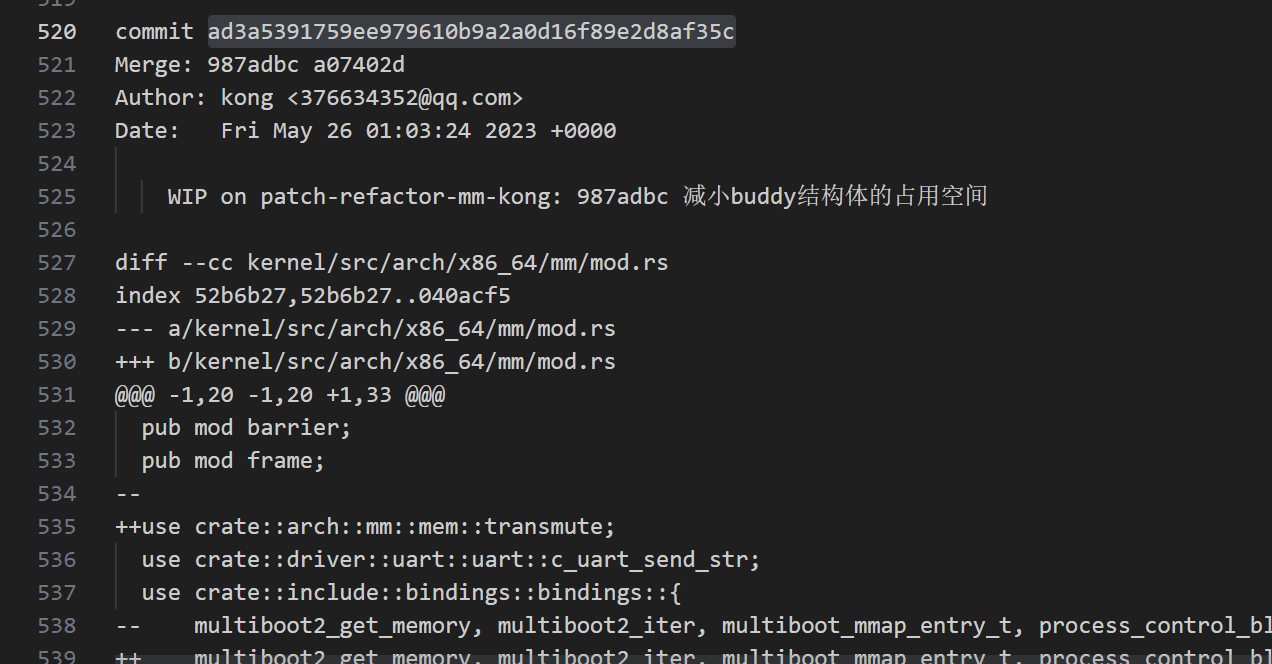 519
520 commit ad3a5391759ee979610b9a2a0d16f89e2d8af35c
521 Merge: 987adbc a07402d
522 Author: kong <376634352@qq.com>
523 Date:   Fri May 26 01:03:24 2023 +0000
524
525     WIP on patch-refactor-mm-kong: 987adbc 减小buddy结构体的占用空间
526
527 diff --cc kernel/src/arch/x86_64/mm/mod.rs
528 index 52b6b27,52b6b27..040acf5
529 --- a/kernel/src/arch/x86_64/mm/mod.rs
530 +++ b/kernel/src/arch/x86_64/mm/mod.rs
531 @@@ -1,20 -1,20 +1,33 @@@
532   pub mod barrier;
533   pub mod frame;
534 --
535 ++use crate::arch::mm::mem::transmute;
536   use crate::driver::uart::uart::c_uart_send_str;
537   use crate::include::bindings::bindings::{
538 --    multiboot2_get_memory, multiboot2_iter, multiboot_mmap_entry_t, process_control_bl
539 ++    multiboot2_get_memory, multiboot2_iter, multiboot_mmap_entry_t, process_control_bl